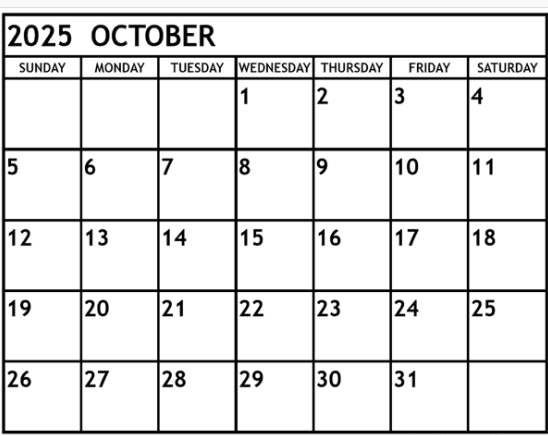 2025 OCTOBER
SUNDAY MONDAY TUESDAY WEDNESDAY THURSDAY FRIDAY SATURDAY
1 2 3 4
5 6 7 8 9 10 11
12 13 14 15 16 17 18
19 20 21 22 23 24 25
26 27 28 29 30 31